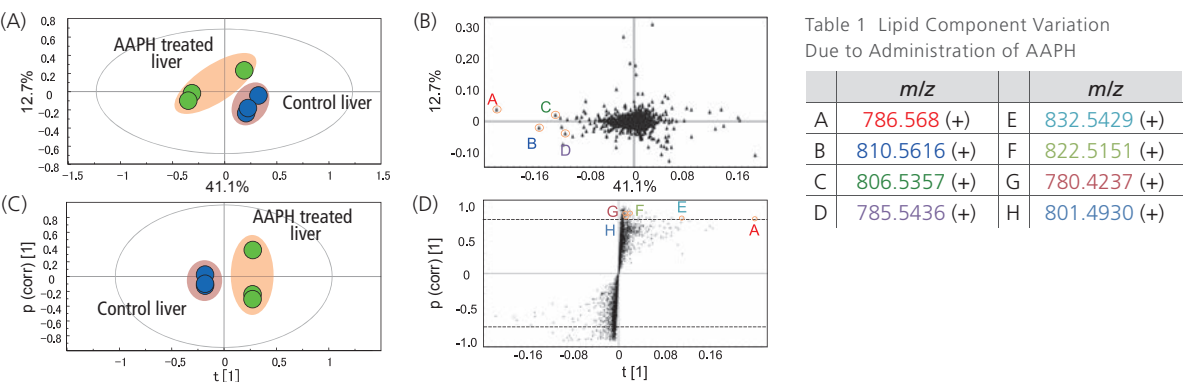 (A)
0.8
0.6
0.4
0.2
0
-0.2
-0.4
-0.6
-0.8
12.7%
AAPH treated
liver
Control liver
-1.5
-1
-0.5
0
0.5
1
1.5
41.1%
(B)
0.30
0.20
0.10
0
-0.10
12.7%
A
B
C
D
-0.16
-0.08
0
0.08
0.16
41.1%
Table 1 Lipid Component Variation
Due to Administration of AAPH
m/z m/z
A 786.568 (+) E 832.5429 (+)
B 810.5616 (+) F 822.5151 (+)
C 806.5357 (+) G 780.4237 (+)
D 785.5436 (+) H 801.4930 (+)
(C)
0.8
0.6
0.4
0.2
0
-0.2
-0.4
-0.6
-0.8
p (corr) [1]
AAPH treated
liver
Control liver
-1
-0.5
0
0.5
1
t [1]
(D)
1.0
0.5
0
-0.5
-1.0
p (corr) [1]
G
F
E
H
A
-0.16
-0.08
0
0.08
0.16
t [1]